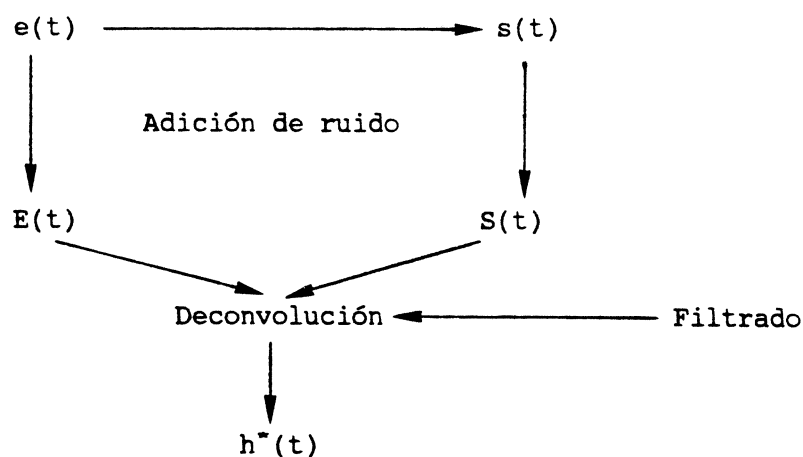 e(t) s(t)
Adición de ruido
E(t) S(t)
Deconvolución Filtrado
h*(t)